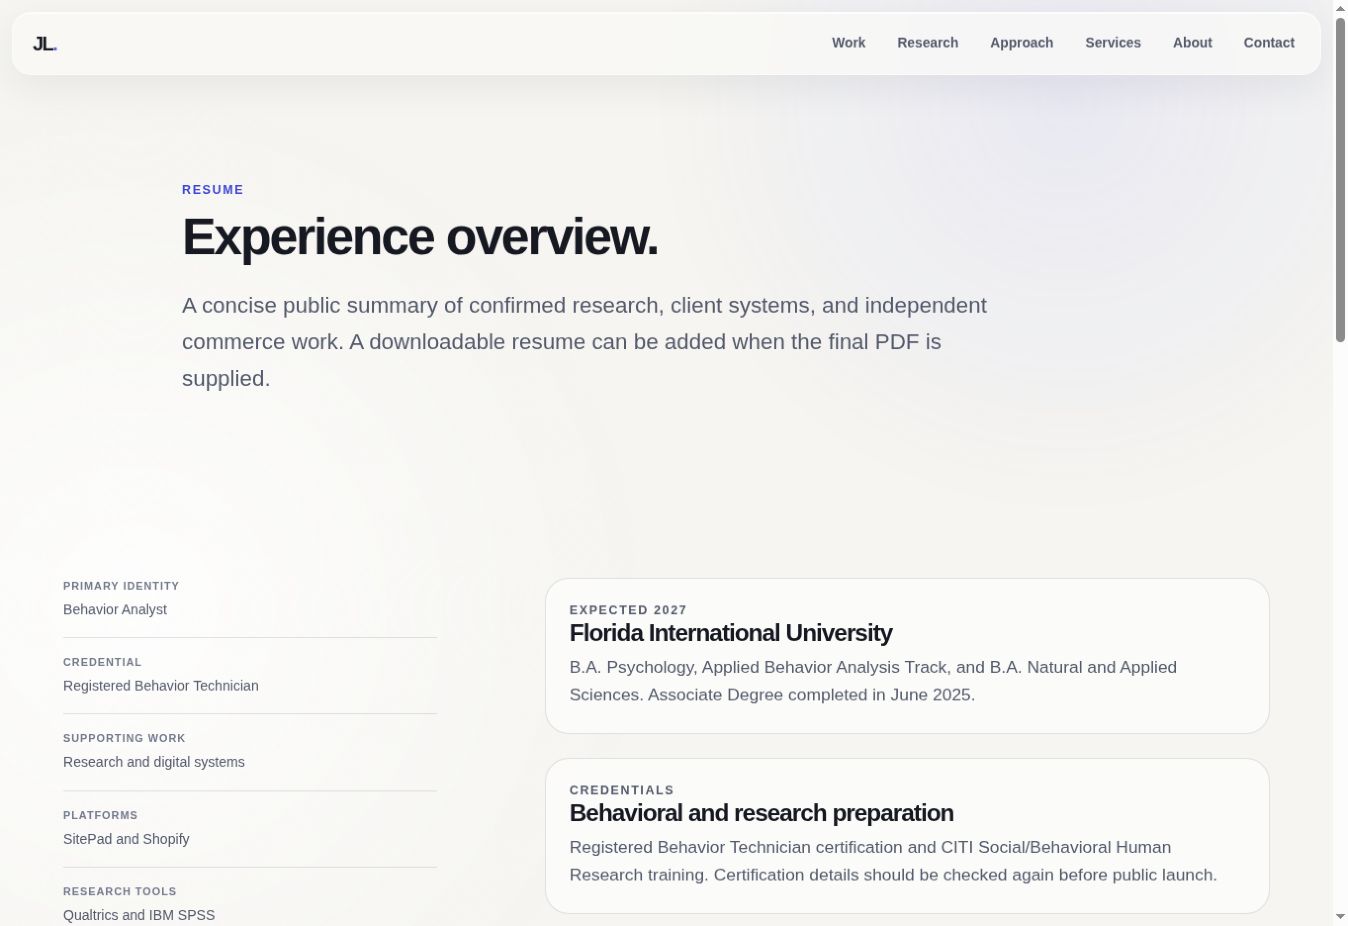 JL.
Work
Research
Approach
Services
About
Contact
RESUME
Experience overview.
A concise public summary of confirmed research, client systems, and independent
commerce work. A downloadable resume can be added when the final PDF is
supplied.
PRIMARY IDENTITY
Behavior Analyst
CREDENTIAL
Registered Behavior Technician
SUPPORTING WORK
Research and digital systems
PLATFORMS
SitePad and Shopify
RESEARCH TOOLS
Qualtrics and IBM SPSS
EXPECTED 2027
Florida International University
B.A. Psychology, Applied Behavior Analysis Track, and B.A. Natural and Applied
Sciences. Associate Degree completed in June 2025.
CREDENTIALS
Behavioral and research preparation
Registered Behavior Technician certification and CITI Social/Behavioral Human
Research training. Certification details should be checked again before public launch.